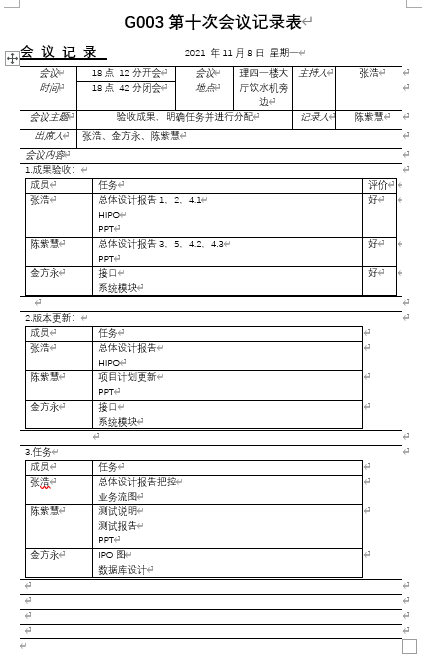 G003 第十次会议记录表
会 议 记 录 2021 年 11 月 8 日 星期一
会议时间 18 点 12 分开会 会议地点 理四一楼大厅饮水机旁边 主持人 张浩
18 点 42 分闭会
会议主题 验收成果、明确任务并进行分配 记录人 陈紫慧
出席人 张浩、金方永、陈紫慧
会议内容
1.成果验收：
成员 任务 评价
张浩 总体设计报告 1、2、4.1 好
HIPO
PPT
陈紫慧 总体设计报告 3、5、4.2、4.3 好
PPT
金方永 接口 好
系统模块
2.版本更新：
成员 任务
张浩 总体设计报告
HIPO
陈紫慧 项目计划更新
PPT
金方永 接口
系统模块
3.任务
成员 任务
张浩 总体设计报告把控
业务流图
陈紫慧 测试说明
测试报告
PPT
金方永 IPO 图
数据库设计